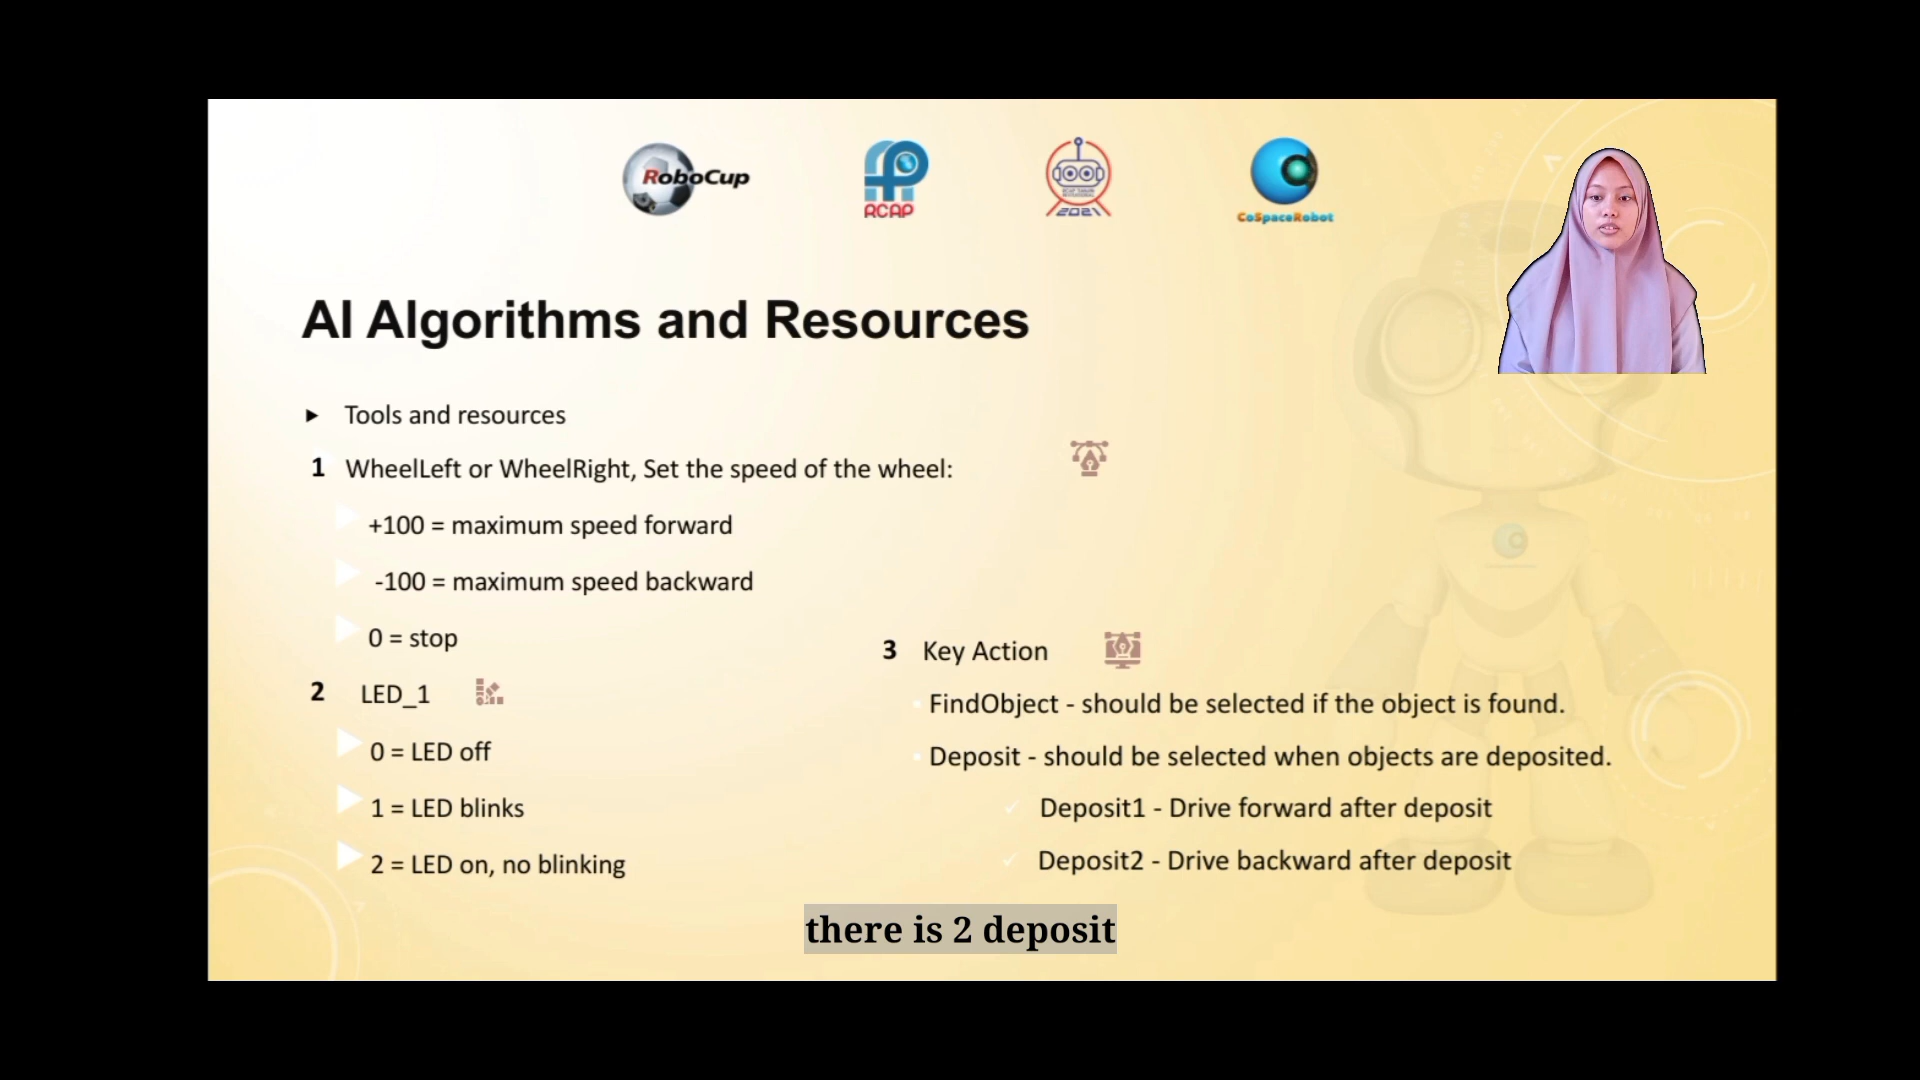 RoboCup
RCAP
2021
CoSpaceRobot
AI Algorithms and Resources
Tools and resources
1 WheelLeft or WheelRight, Set the speed of the wheel:
+100 = maximum speed forward
-100 = maximum speed backward
0 = stop
2 LED_1
0 = LED off
1 = LED blinks
2 = LED on, no blinking
3 Key Action
FindObject - should be selected if the object is found.
Deposit - should be selected when objects are deposited.
Deposit1 - Drive forward after deposit
Deposit2 - Drive backward after deposit
there is 2 deposit